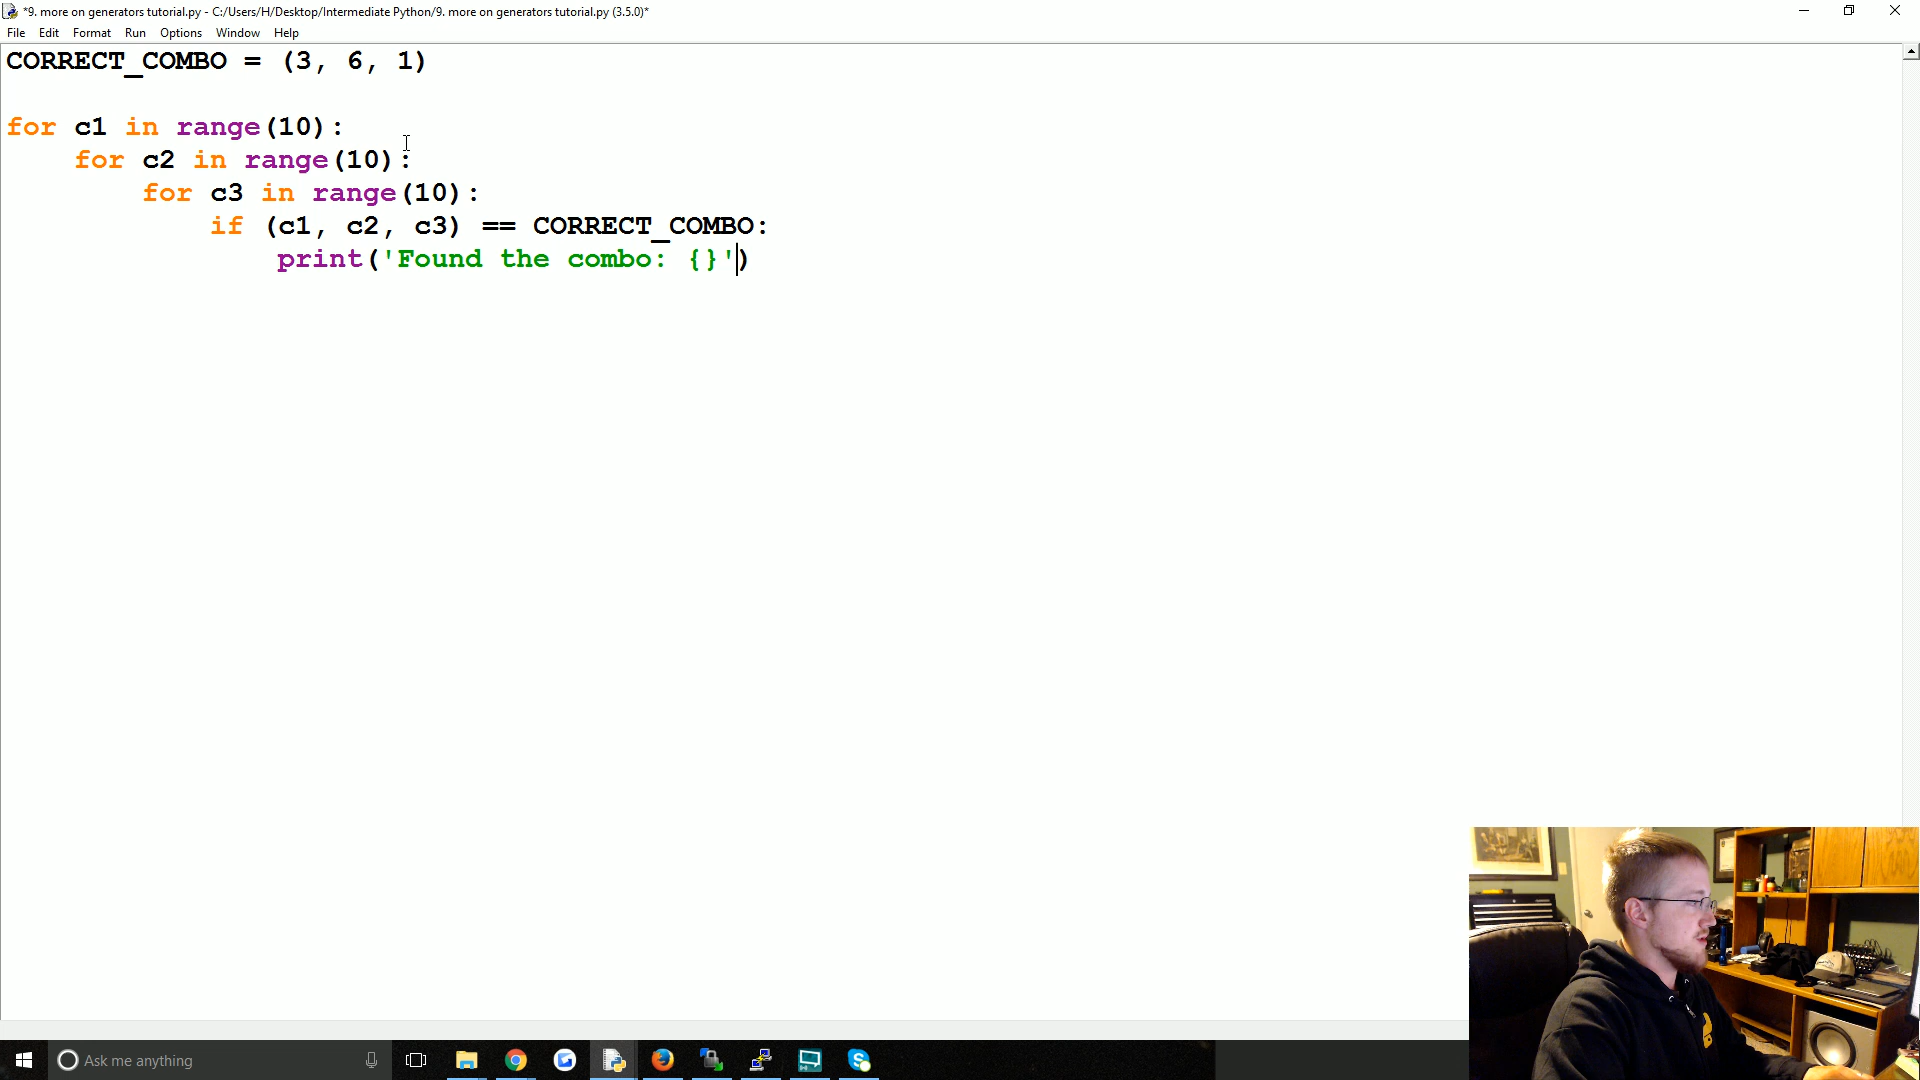 *9. more on generators tutorial.py - C:/Users/H/Desktop/Intermediate Python/9. more on generators tutorial.py (3.5.0)*
File Edit Format Run Options Window Help
CORRECT_COMBO = (3, 6, 1)
for c1 in range(10):
for c2 in range(10):
for c3 in range(10):
if (c1, c2, c3) == CORRECT_COMBO:
print('Found the combo: {}')
Ask me anything